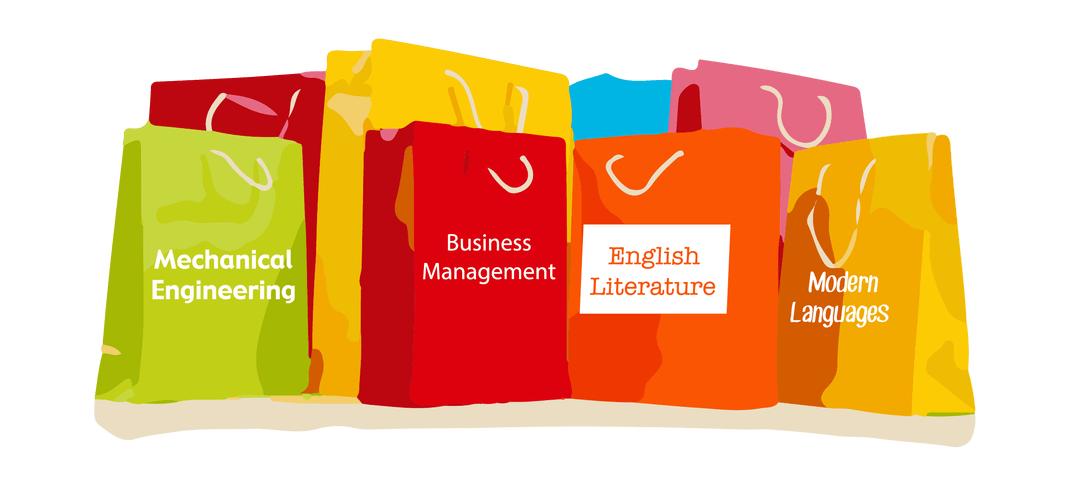 Mechanical
Engineering
Business
Management
English
Literature
Modern
Languages